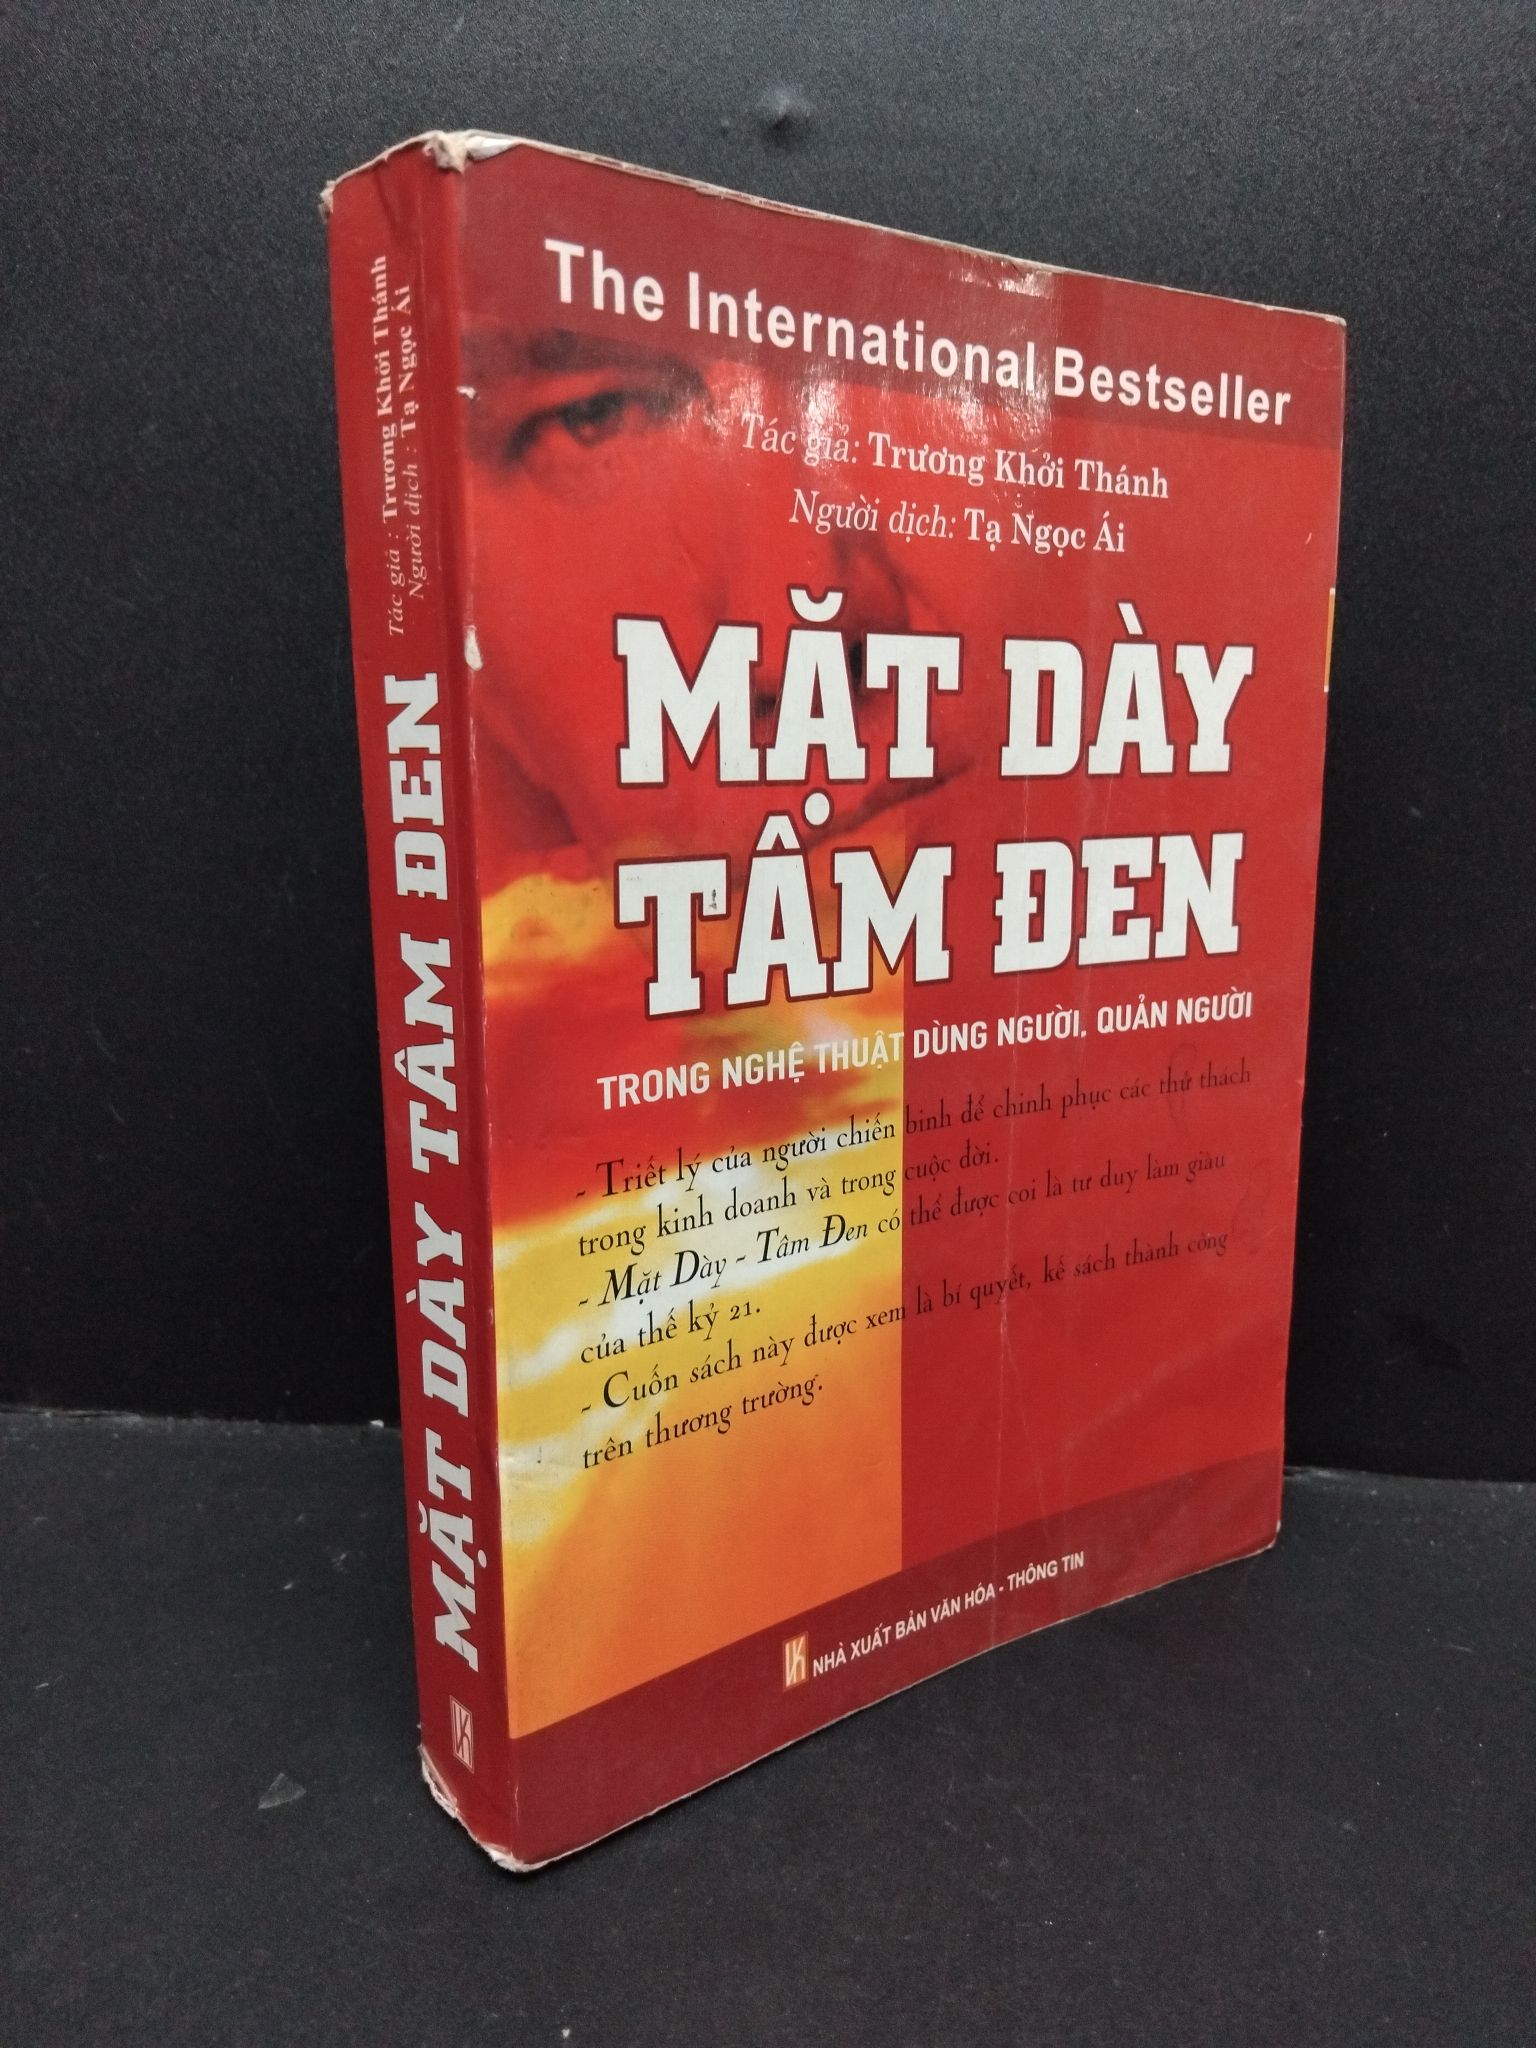 The International Bestseller
Tác giả: Trương Khởi Thánh
Người dịch: Tạ Ngọc Ái
MẶT DÀY
TÂM ĐEN
TRONG NGHỆ THUẬT DÙNG NGƯỜI, QUẢN NGƯỜI
- Triết lý của người chiến binh để chinh phục các thử thách
trong kinh doanh và trong cuộc đời.
- Mặt Dày - Tâm Đen có thể được coi là tư duy làm giàu
của thế kỷ 21.
- Cuốn sách này được xem là bí quyết, kế sách thành công
trên thương trường.
NHÀ XUẤT BẢN VĂN HÓA - THÔNG TIN
MẶT DÀY TÂM ĐEN
Tác giả : Trương Khởi Thánh
Người dịch : Tạ Ngọc Ái